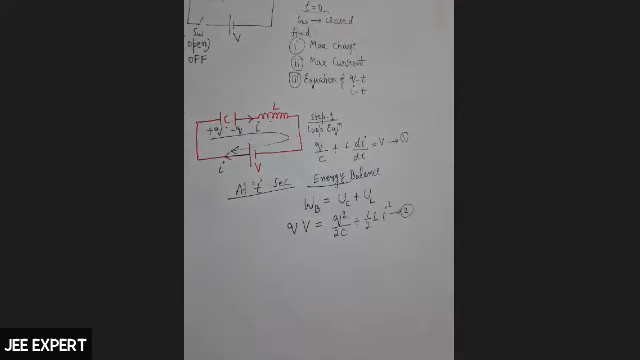 t=0
Sw → closed
find
Sw
open)
OFF
V
(i) Max Charge
(ii) Max Current
(iii) Equation of q-t
i-t
C
L
+q -q i
i
V
Step-1
Loop Eqn
q/C + L di/dt = V → (1)
At 't' Sec
Energy Balance
W_B = U_C + U_L
qV = q²/2C + 1/2 L i² → (2)
JEE EXPERT